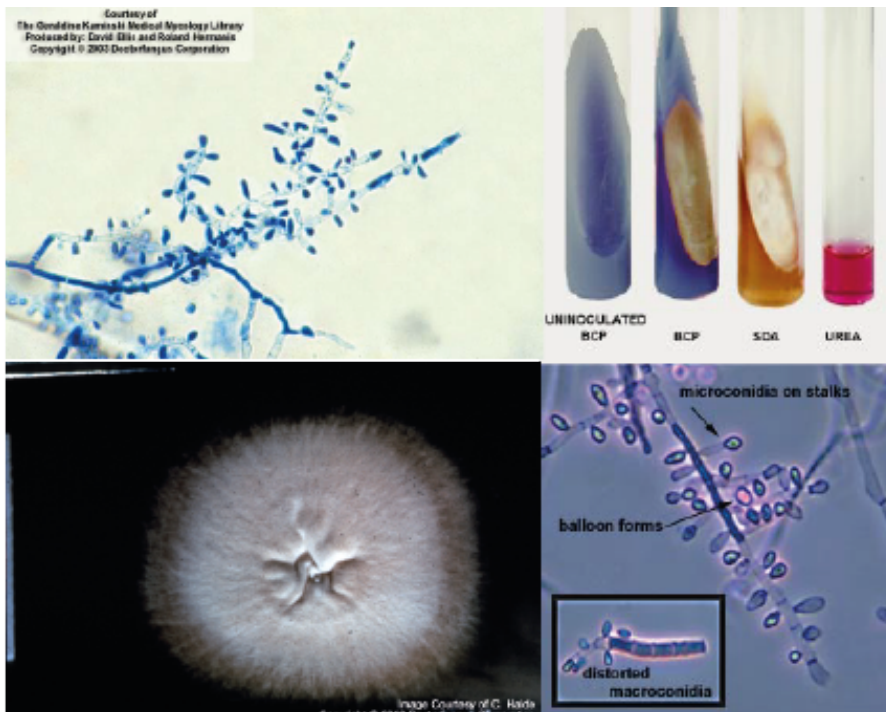 Courtesy of
The Geraldine Kaminski Medical Mycology Library
Produced by: David Ellis and Roland Hermanis
Copyright © 2003 Doctorfungus Corporation
UNINOCULATED
BCP
BCP
SDA
UREA
microconidia on stalks
balloon forms
distorted
macroconidia
Image Courtesy of C. Halde